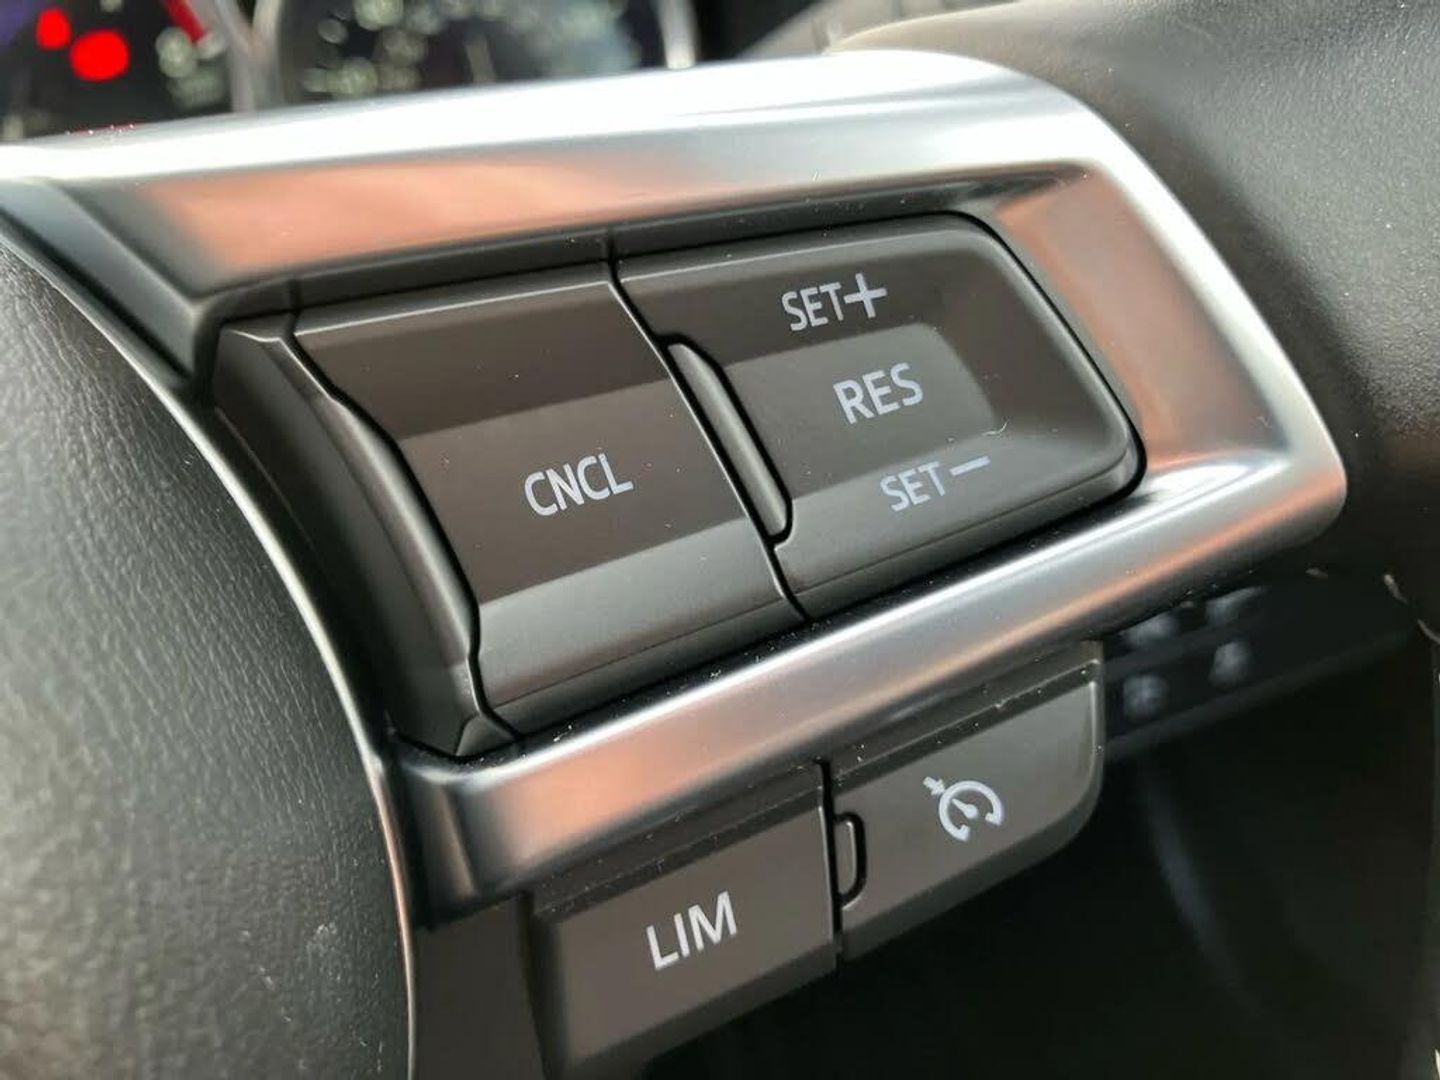 SET+
RES
CNCL
SET−
LIM